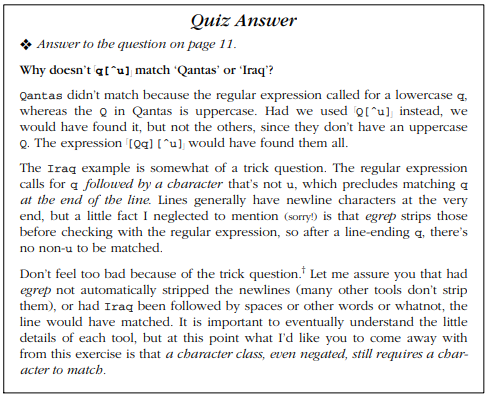 Quiz Answer
❖ Answer to the question on page 11.
Why doesn't ⌈q[^u]⌋ match 'Qantas' or 'Iraq'?
Qantas didn't match because the regular expression called for a lowercase q,
whereas the Q in Qantas is uppercase. Had we used ⌈Q[^u]⌋ instead, we
would have found it, but not the others, since they don't have an uppercase
Q. The expression ⌈[Qq][^u]⌋ would have found them all.
The Iraq example is somewhat of a trick question. The regular expression
calls for q followed by a character that's not u, which precludes matching q
at the end of the line. Lines generally have newline characters at the very
end, but a little fact I neglected to mention (sorry!) is that egrep strips those
before checking with the regular expression, so after a line-ending q, there's
no non-u to be matched.
Don't feel too bad because of the trick question.† Let me assure you that had
egrep not automatically stripped the newlines (many other tools don't strip
them), or had Iraq been followed by spaces or other words or whatnot, the
line would have matched. It is important to eventually understand the little
details of each tool, but at this point what I'd like you to come away with
from this exercise is that a character class, even negated, still requires a char-
acter to match.